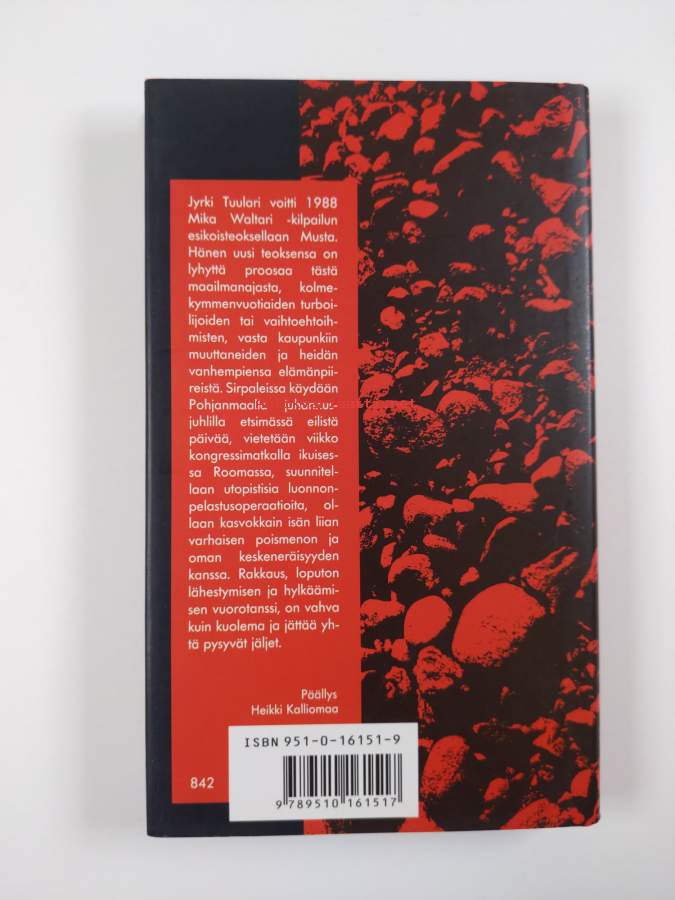 Jyrki Tuulari voitti 1988
Mika Waltari -kilpailun
esikoisteoksellaan Musta.
Hänen uusi teoksensa on
lyhyttä proosaa tästä
maailmanajasta, kolme-
kymmenvuotiaiden turboi-
lijoiden tai vaihtoehtoih-
misten, vasta kaupunkiin
muuttaneiden ja heidän
vanhempiensa elämänpii-
reistä. Sirpaleissa käydään
Pohjanmaalla juhannus-
juhlilla etsimässä eilistä
päivää, vietetään viikko
kongressimatkalla ikuises-
sa Roomassa, suunnitel-
laan utopistisia luonnon-
pelastusoperaatioita, ol-
laan kasvokkain isän liian
varhaisen poismenon ja
oman keskeneräisyyden
kanssa. Rakkaus, loputon
lähestymisen ja hylkäämi-
sen vuorotanssi, on vahva
kuin kuolema ja jättää yh-
tä pysyvät jäljet.
Päällys
Heikki Kalliomaa
ISBN 951-0-16151-9
842
9 789510 161517